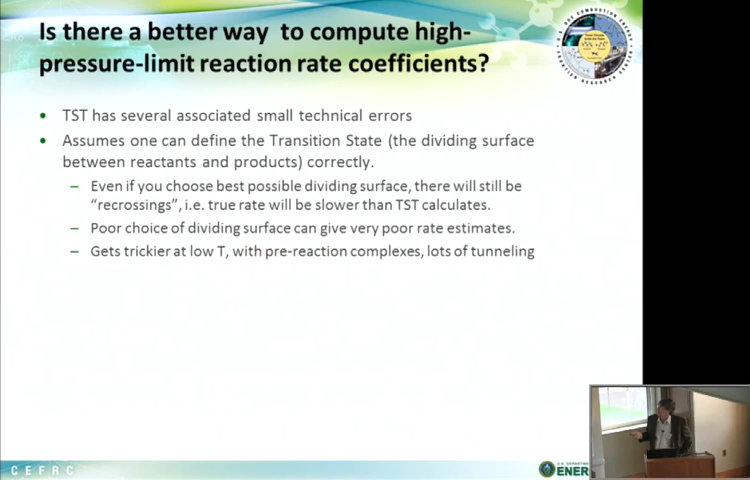 Is there a better way to compute high-
pressure-limit reaction rate coefficients?
• TST has several associated small technical errors
• Assumes one can define the Transition State (the dividing surface
between reactants and products) correctly.
– Even if you choose best possible dividing surface, there will still be
“recrossings”, i.e. true rate will be slower than TST calculates.
– Poor choice of dividing surface can give very poor rate estimates.
– Gets trickier at low T, with pre-reaction complexes, lots of tunneling
CEFRC
U.S. DEPARTMENT
ENER